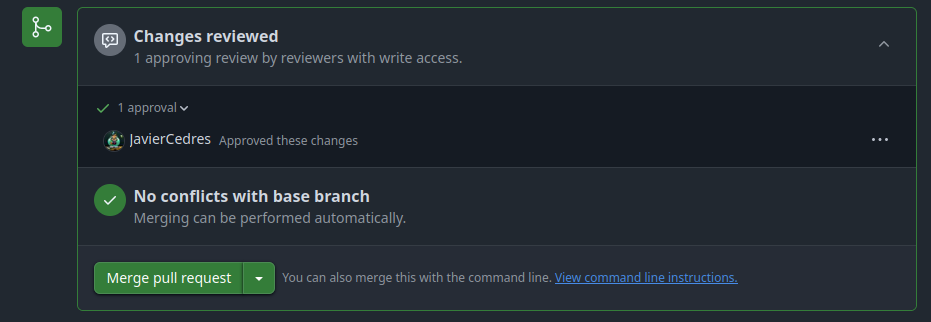 Changes reviewed
1 approving review by reviewers with write access.
1 approval
JavierCedres Approved these changes
No conflicts with base branch
Merging can be performed automatically.
Merge pull request You can also merge this with the command line. View command line instructions.